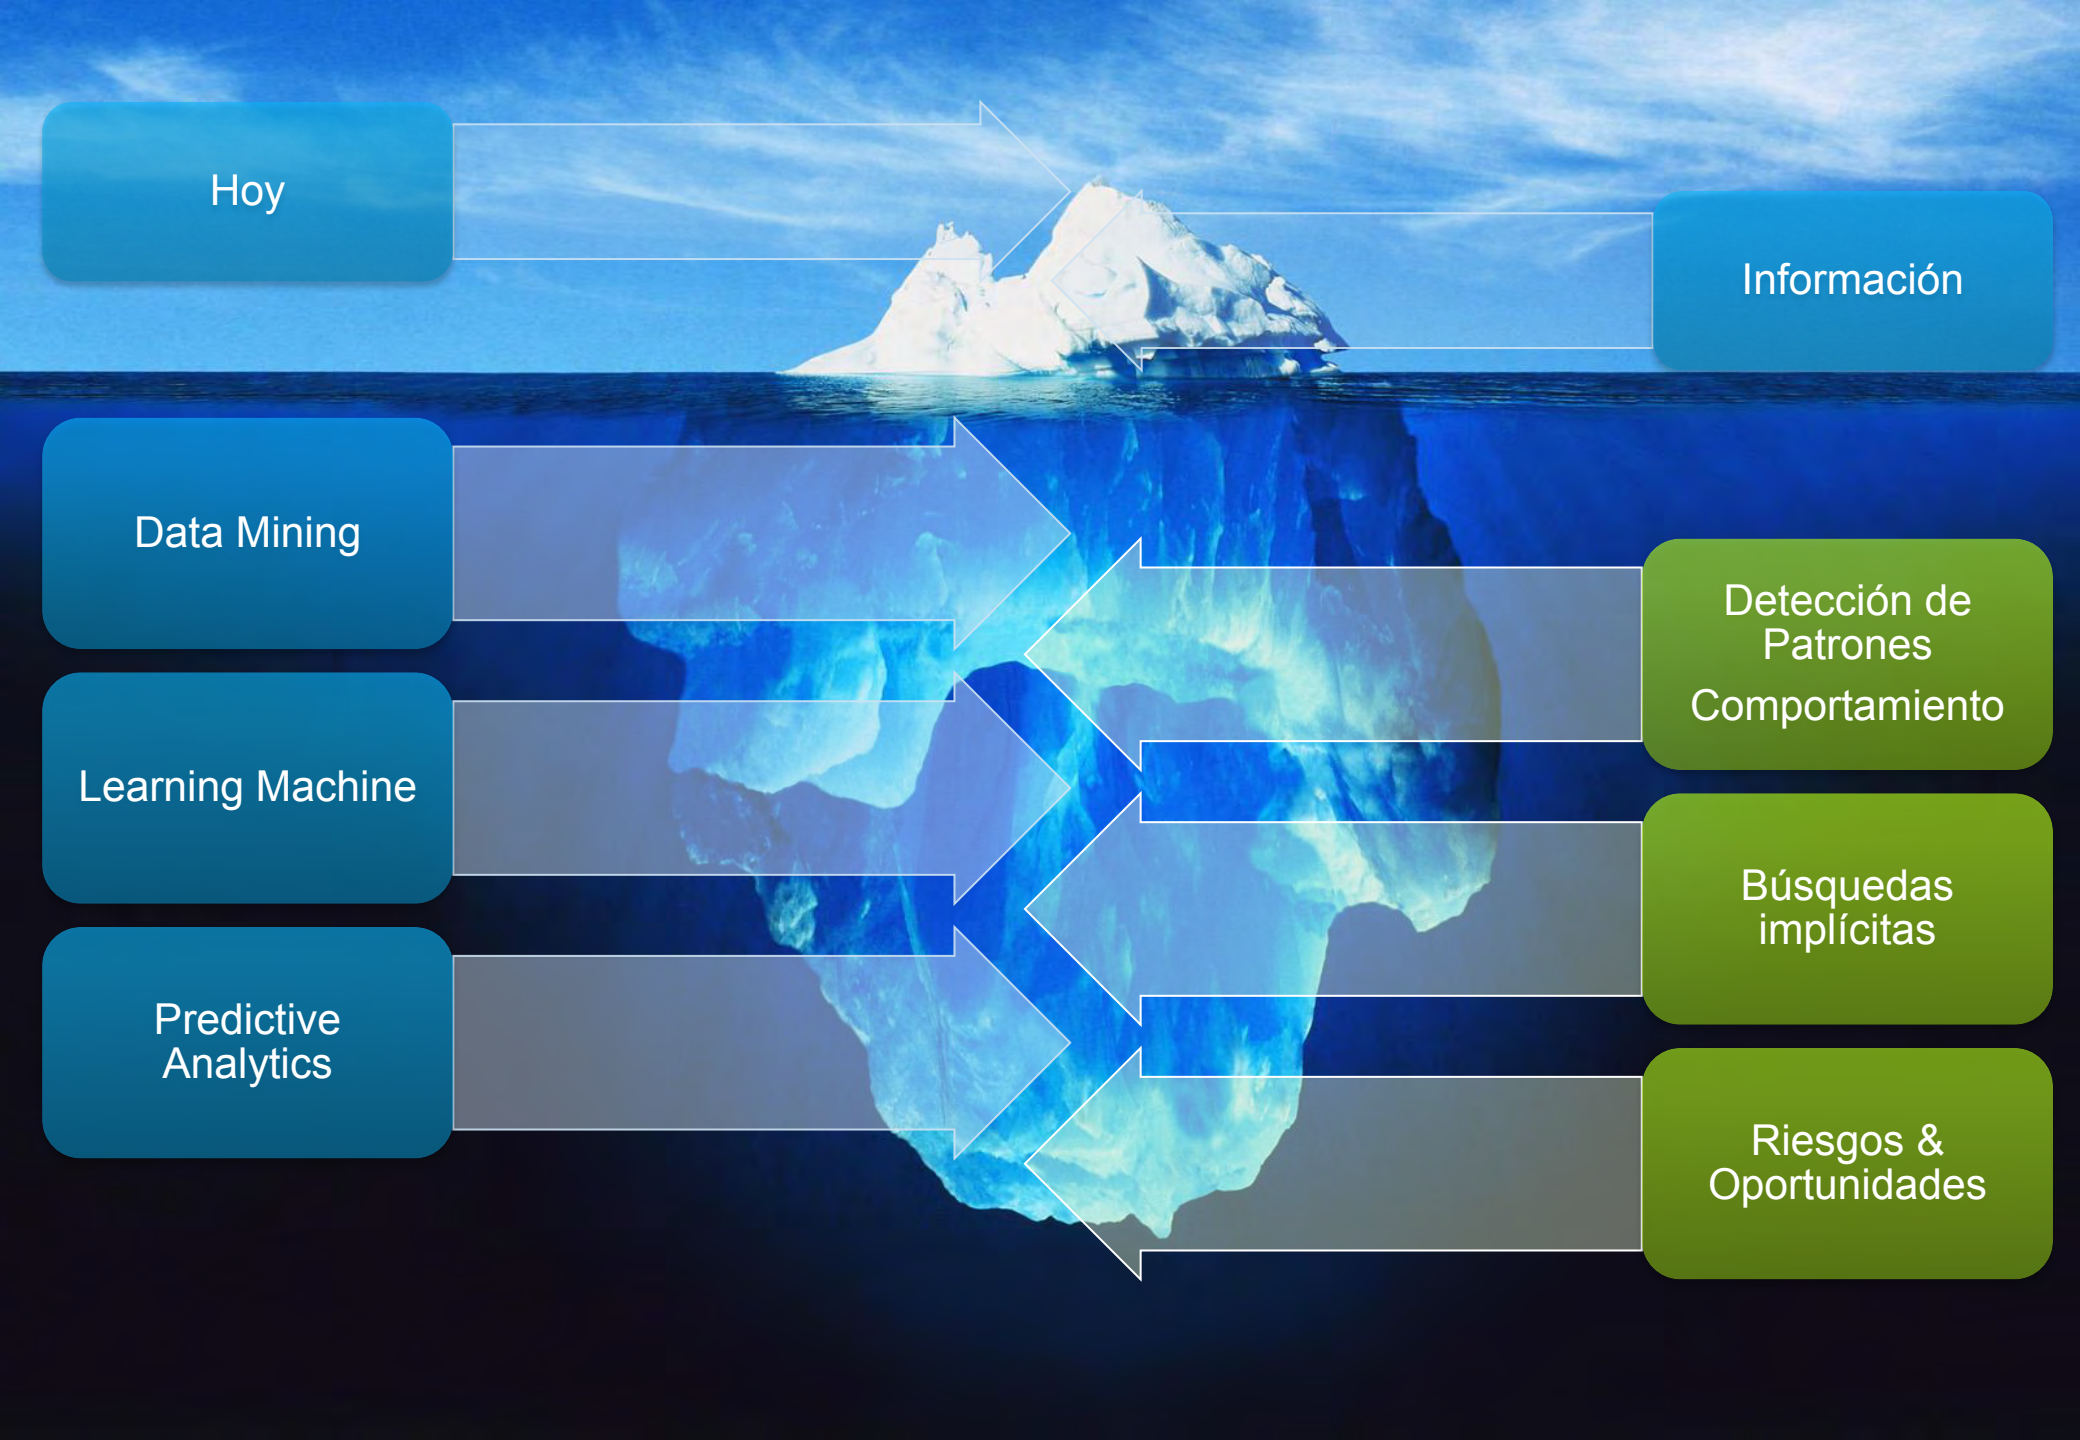 Hoy
Información
Data Mining
Detección de
Patrones
Comportamiento
Learning Machine
Búsquedas
implícitas
Predictive
Analytics
Riesgos &
Oportunidades